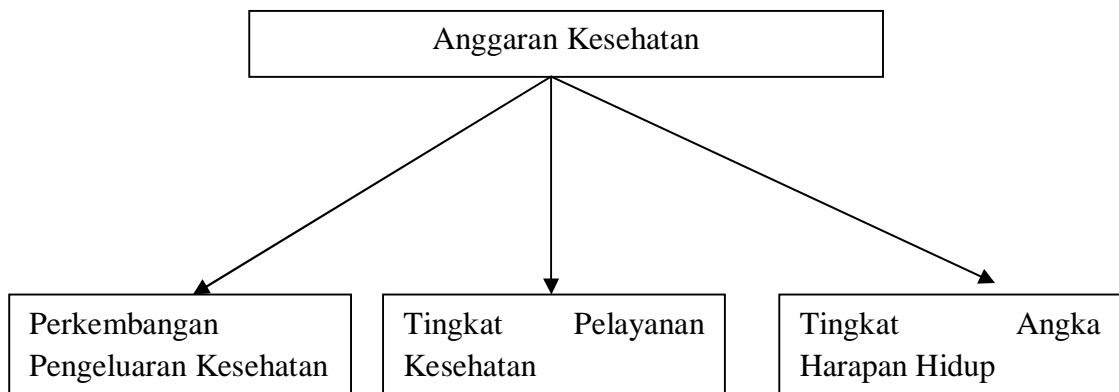 Anggaran Kesehatan
Perkembangan
Pengeluaran Kesehatan
Tingkat Pelayanan
Kesehatan
Tingkat Angka
Harapan Hidup